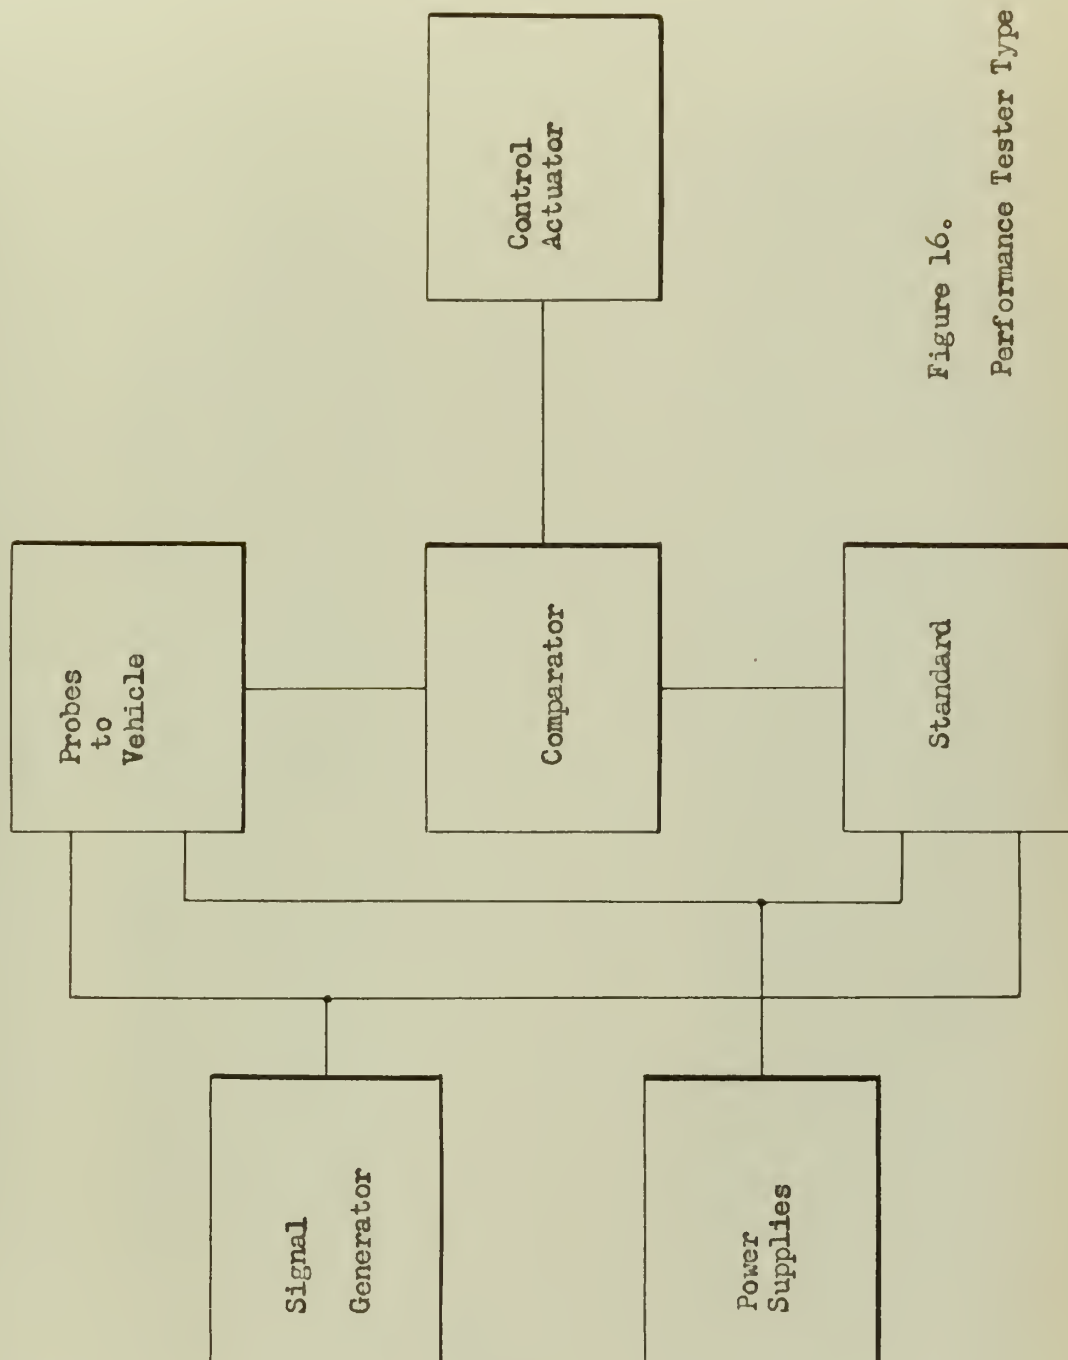 Signal
Generator
Power
Supplies
Probes
to
Vehicle
Comparator
Standard
Control
Actuator
Figure 16.
Performance Tester Type